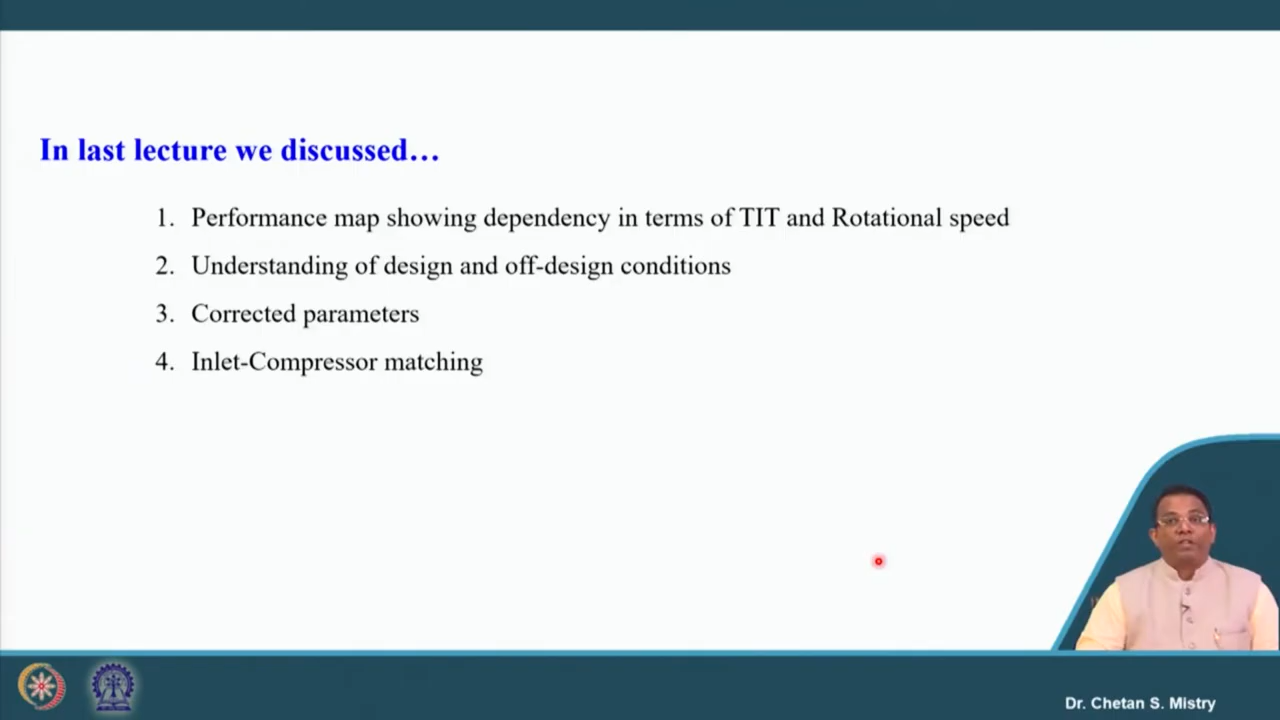 In last lecture we discussed…
1. Performance map showing dependency in terms of TIT and Rotational speed
2. Understanding of design and off-design conditions
3. Corrected parameters
4. Inlet-Compressor matching
Dr. Chetan S. Mistry